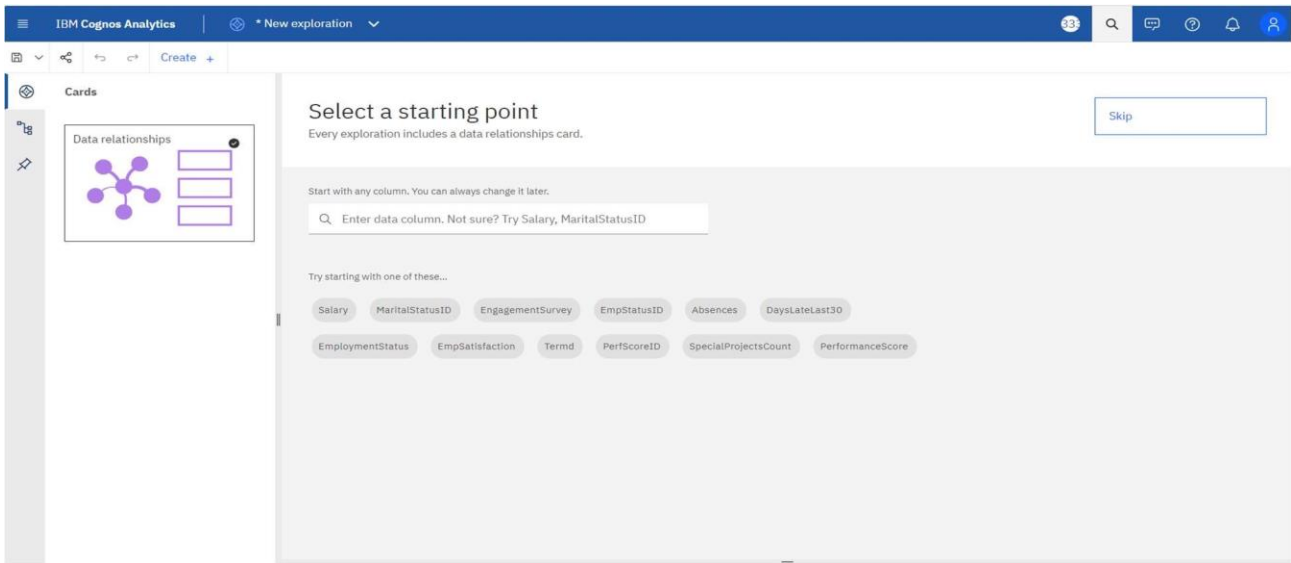 IBM Cognos Analytics
* New exploration
Create +
Cards
Data relationships
Select a starting point
Every exploration includes a data relationships card.
Skip
Start with any column. You can always change it later.
Enter data column. Not sure? Try Salary, MaritalStatusID
Try starting with one of these...
Salary MaritalStatusID EngagementSurvey EmpStatusID Absences DaysLateLast30
EmploymentStatus EmpSatisfaction Termd PerfScoreID SpecialProjectsCount PerformanceScore